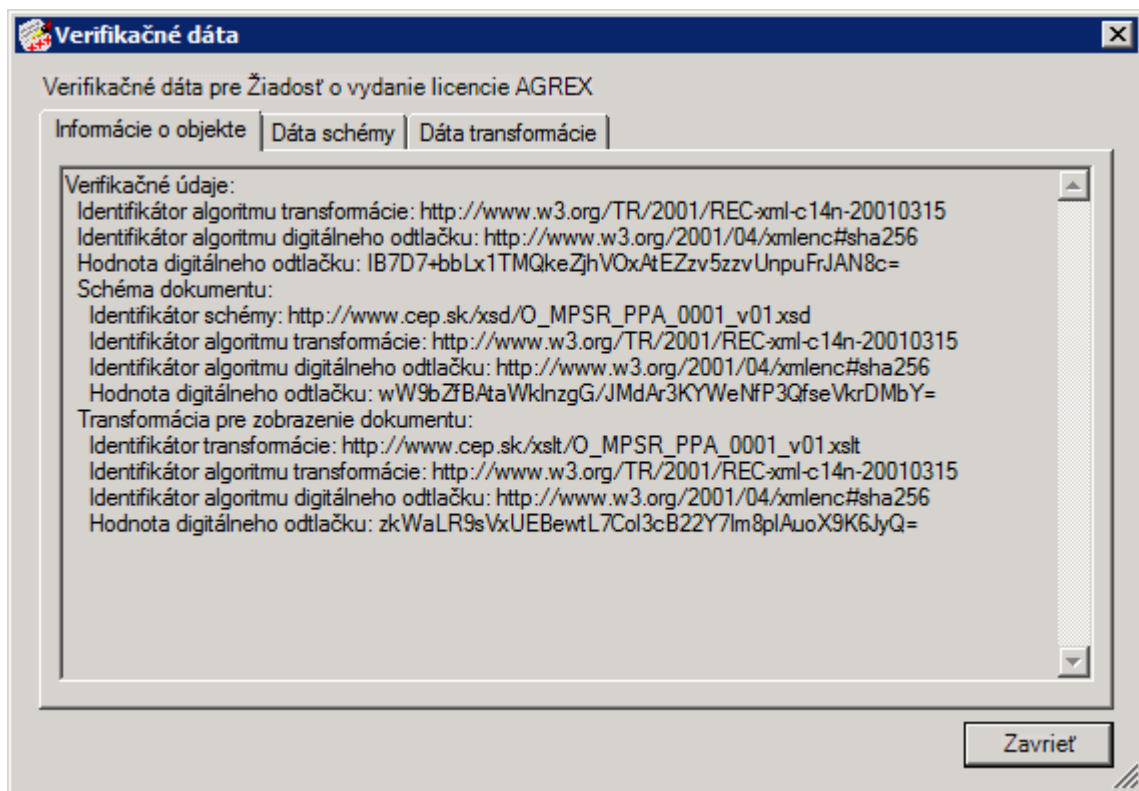 Verifikačné dáta
Verifikačné dáta pre Žiadosť o vydanie licencie AGREX
Informácie o objekte
Dáta schémy
Dáta transformácie
Verifikačné údaje:
Identifikátor algoritmu transformácie: http://www.w3.org/TR/2001/REC-xml-c14n-20010315
Identifikátor algoritmu digitálneho odtlačku: http://www.w3.org/2001/04/xmlenc#sha256
Hodnota digitálneho odtlačku: IB7D7+bbLx1TMQkeZjhVOxAtEZzv5zzvUnpuFrJAN8c=
Schéma dokumentu:
Identifikátor schémy: http://www.cep.sk/xsd/O_MPSR_PPA_0001_v01.xsd
Identifikátor algoritmu transformácie: http://www.w3.org/TR/2001/REC-xml-c14n-20010315
Identifikátor algoritmu digitálneho odtlačku: http://www.w3.org/2001/04/xmlenc#sha256
Hodnota digitálneho odtlačku: wW9bZfBAtaWkInzgG/JMdAr3KYWeNfP3QfseVkrDMbY=
Transformácia pre zobrazenie dokumentu:
Identifikátor transformácie: http://www.cep.sk/xslt/O_MPSR_PPA_0001_v01.xslt
Identifikátor algoritmu transformácie: http://www.w3.org/TR/2001/REC-xml-c14n-20010315
Identifikátor algoritmu digitálneho odtlačku: http://www.w3.org/2001/04/xmlenc#sha256
Hodnota digitálneho odtlačku: zkWaLR9sVxUEBewtL7CoI3cB22Y7Im8pIAuoX9K6JyQ=
Zavrieť